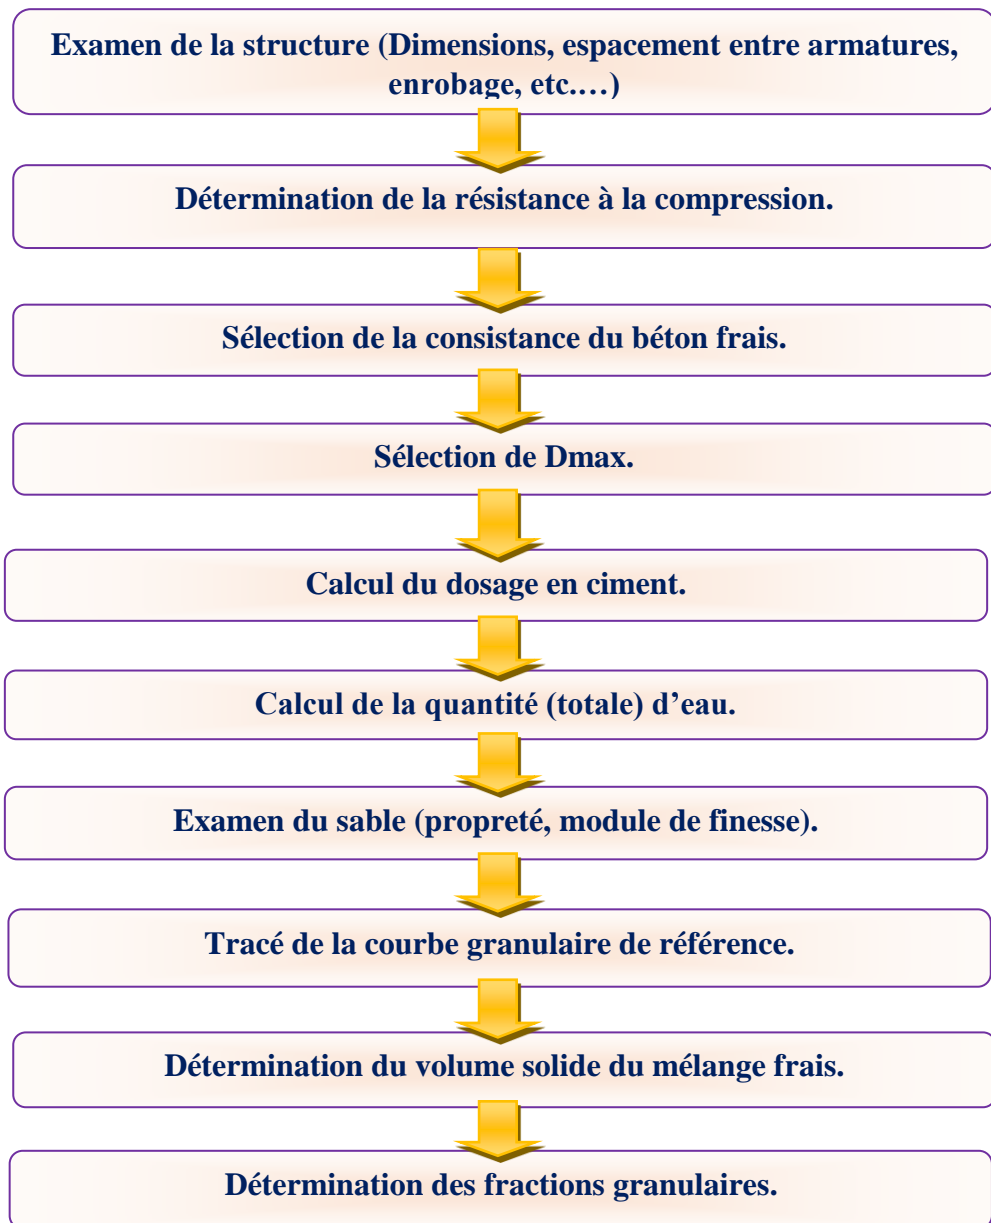 Examen de la structure (Dimensions, espacement entre armatures,
enrobage, etc.…)
Détermination de la résistance à la compression.
Sélection de la consistance du béton frais.
Sélection de Dmax.
Calcul du dosage en ciment.
Calcul de la quantité (totale) d’eau.
Examen du sable (propreté, module de finesse).
Tracé de la courbe granulaire de référence.
Détermination du volume solide du mélange frais.
Détermination des fractions granulaires.